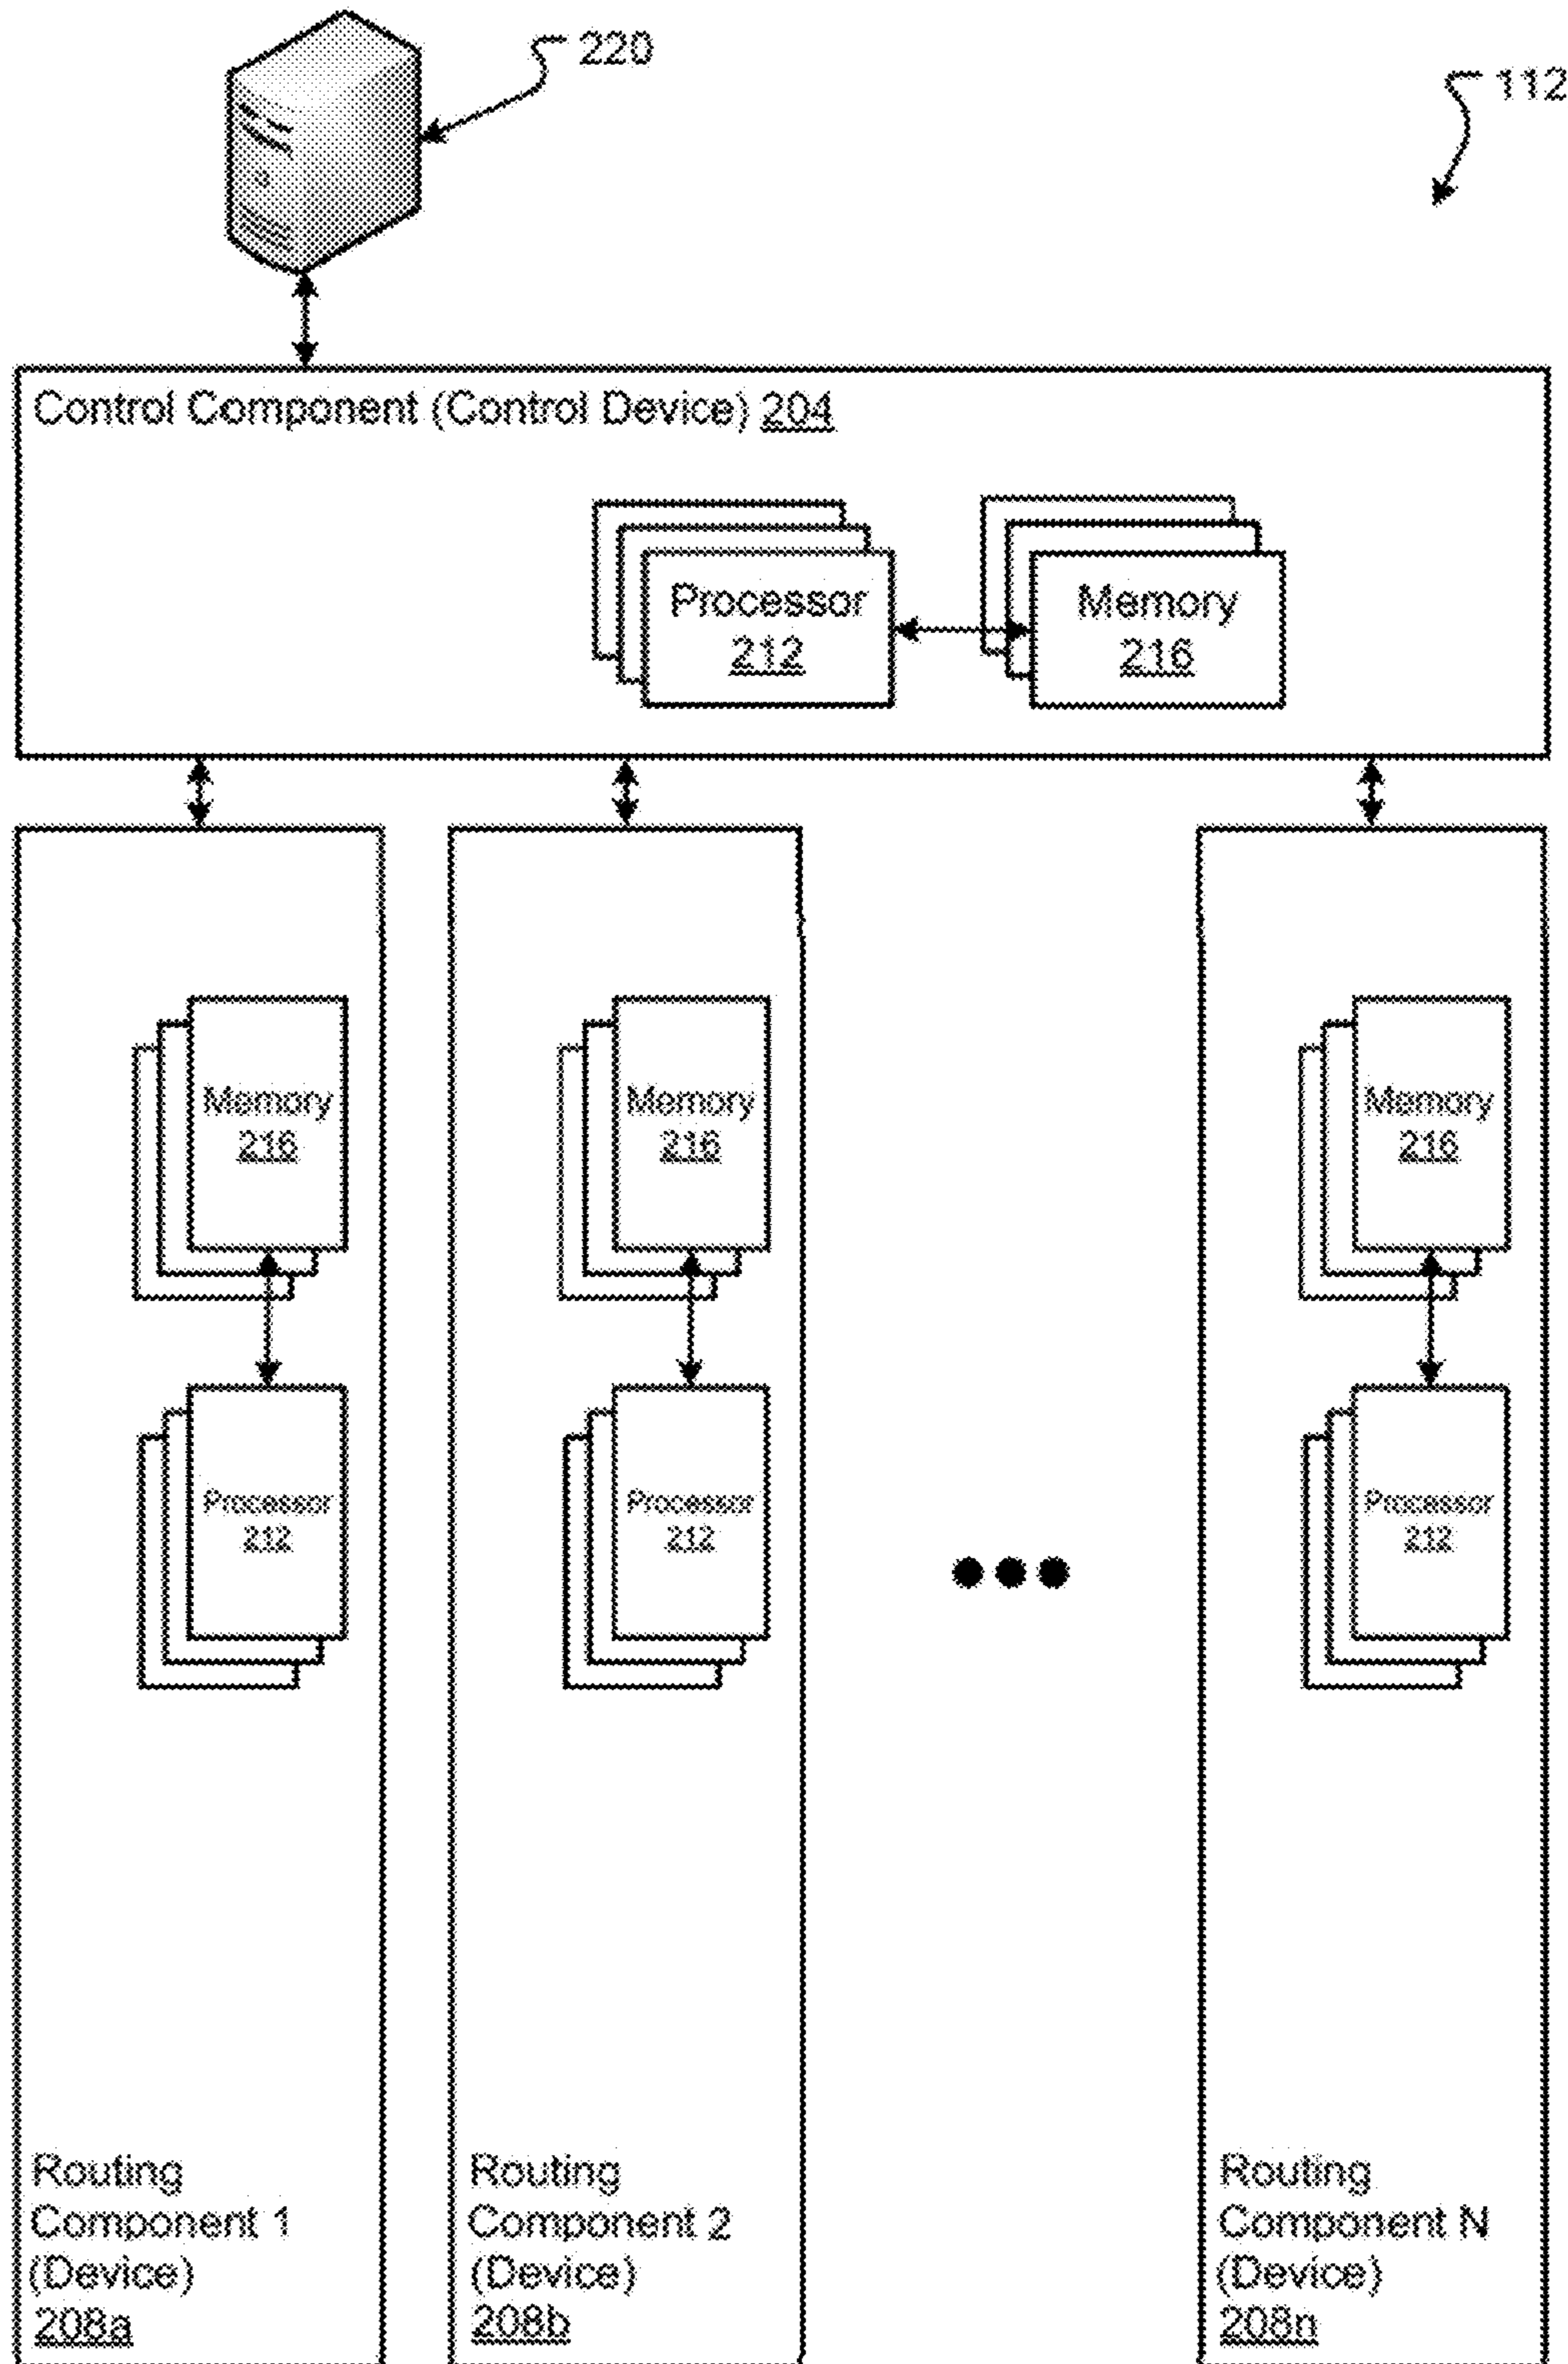 220
112
Control Component (Control Device) 204
Processor
212
Memory
216
Memory
216
Processor
212
Routing
Component 1
(Device)
208a
Memory
216
Processor
212
Routing
Component 2
(Device)
208b
Memory
216
Processor
212
Routing
Component N
(Device)
208n